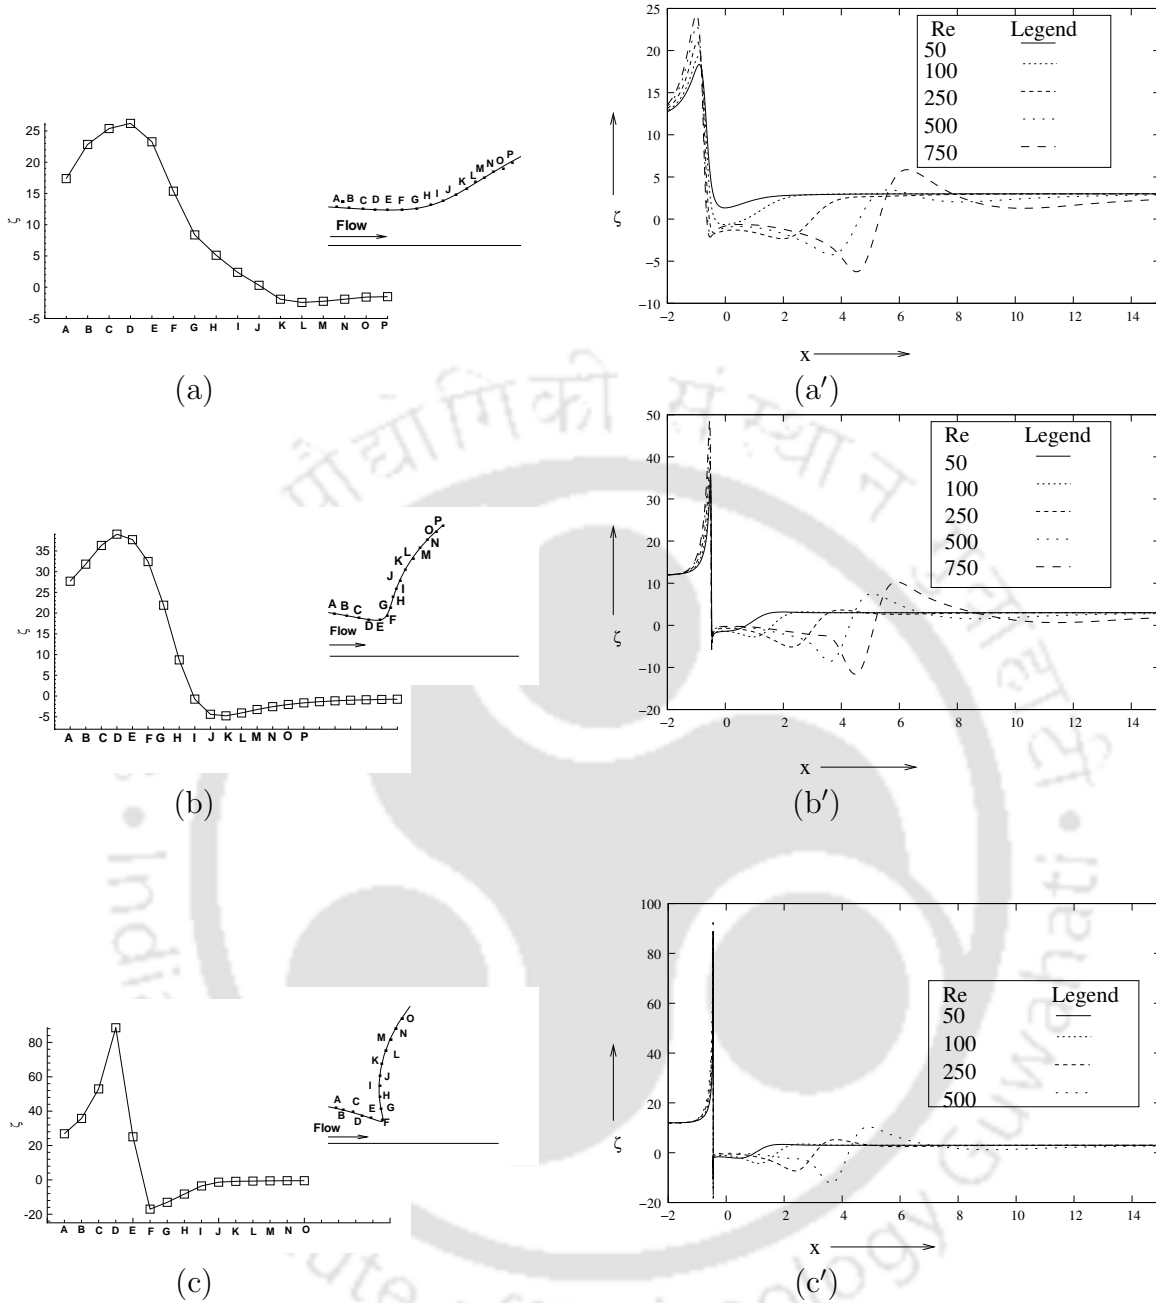 25
20
15
10
5
0
-5
ζ
A B C D E F G H I J K L M N O P
A B C D E F G H I J K L M N O P
Flow
(a)
25
20
15
10
5
0
-5
-10
ζ
-2 0 2 4 6 8 10 12 14
x
Re Legend
50
100
250
500
750
(a′)
35
30
25
20
15
10
5
0
-5
ζ
A B C D E F G H I J K L M N O P
A B C D E F G H I J K L M N O P
Flow
(b)
50
40
30
20
10
0
-10
-20
ζ
-2 0 2 4 6 8 10 12 14
x
Re Legend
50
100
250
500
750
(b′)
80
60
40
20
0
-20
ζ
A B C D E F G H I J K L M N O
A B C D E F G H I J K L M N O
Flow
(c)
100
80
60
40
20
0
-20
ζ
-2 0 2 4 6 8 10 12 14
x
Re Legend
50
100
250
500
(c′)